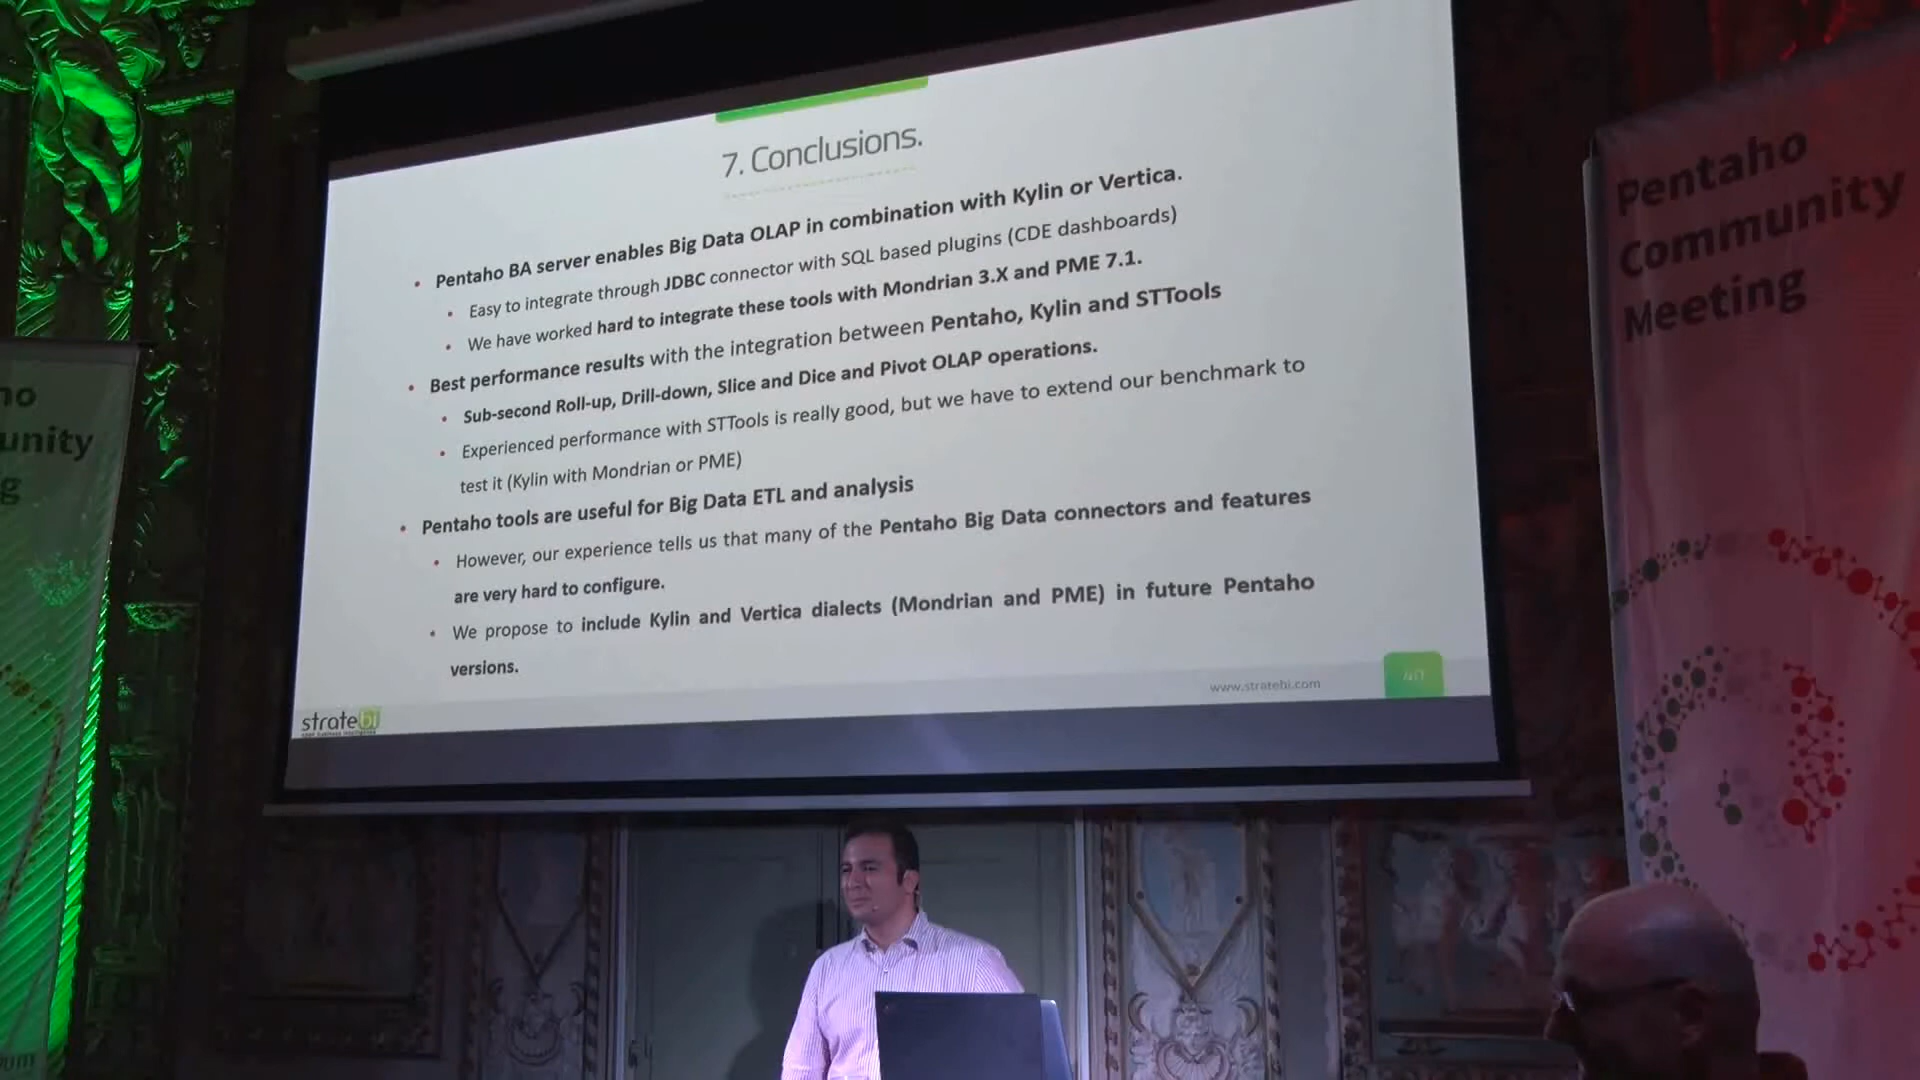 7. Conclusions.
• Pentaho BA server enables Big Data OLAP in combination with Kylin or Vertica.
• Easy to integrate through JDBC connector with SQL based plugins (CDE dashboards)
• We have worked hard to integrate these tools with Mondrian 3.X and PME 7.1.
• Best performance results with the integration between Pentaho, Kylin and STTools
• Sub-second Roll-up, Drill-down, Slice and Dice and Pivot OLAP operations.
• Experienced performance with STTools is really good, but we have to extend our benchmark to
test it (Kylin with Mondrian or PME)
• Pentaho tools are useful for Big Data ETL and analysis
• However, our experience tells us that many of the Pentaho Big Data connectors and features
are very hard to configure.
• We propose to include Kylin and Vertica dialects (Mondrian and PME) in future Pentaho
versions.
www.stratebi.com
stratebi
Pentaho
Community
Meeting
ho
unity
g